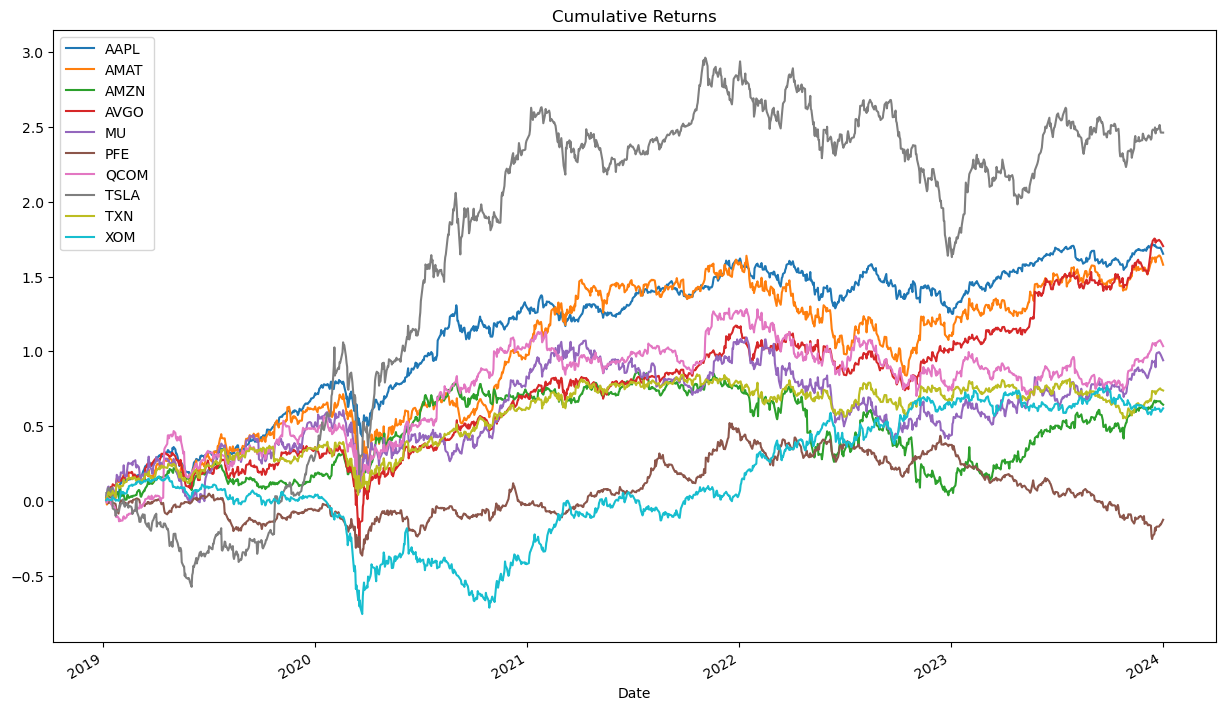 Cumulative Returns
3.0
2.5
2.0
1.5
1.0
0.5
0.0
−0.5
AAPL
AMAT
AMZN
AVGO
MU
PFE
QCOM
TSLA
TXN
XOM
2019
2020
2021
2022
2023
2024
Date